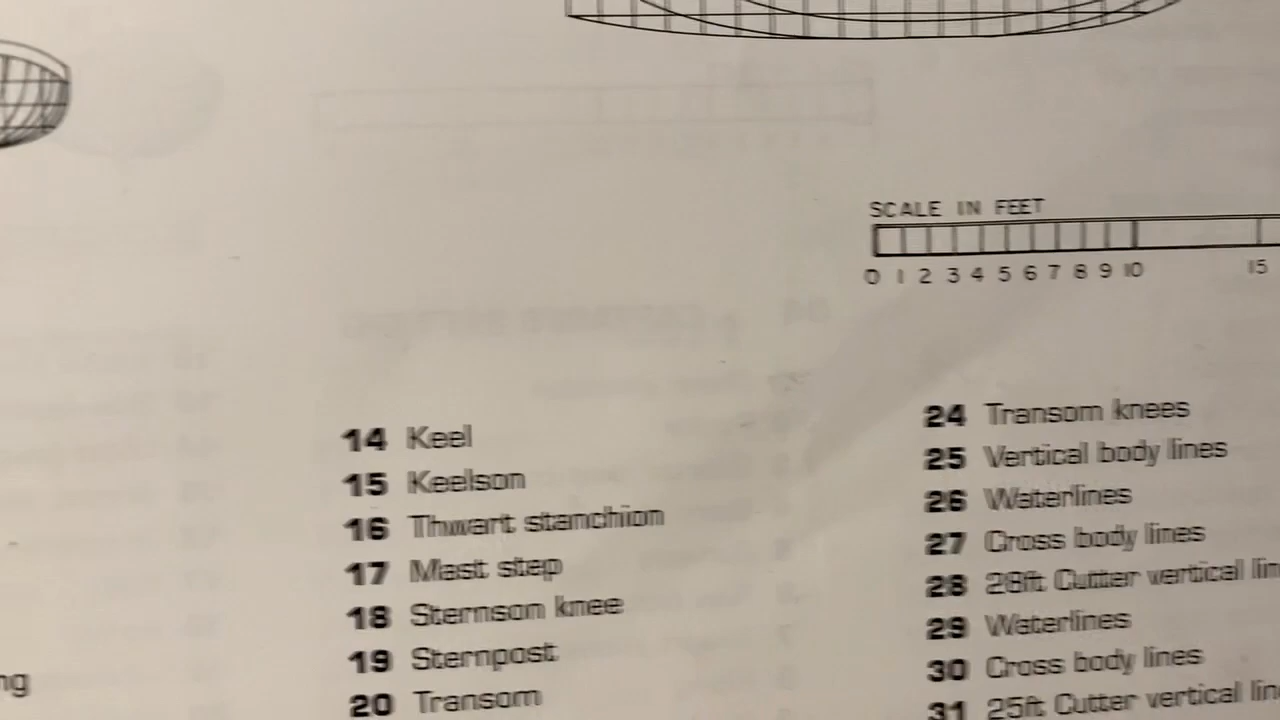 SCALE IN FEET
0 1 2 3 4 5 6 7 8 9 10 15
14 Keel
15 Keelson
16 Thwart stanchion
17 Mast step
18 Sternson knee
19 Sternpost
20 Transom
24 Transom knees
25 Vertical body lines
26 Waterlines
27 Cross body lines
28 28ft Cutter vertical lin
29 Waterlines
30 Cross body lines
31 25ft Cutter vertical lin
ng